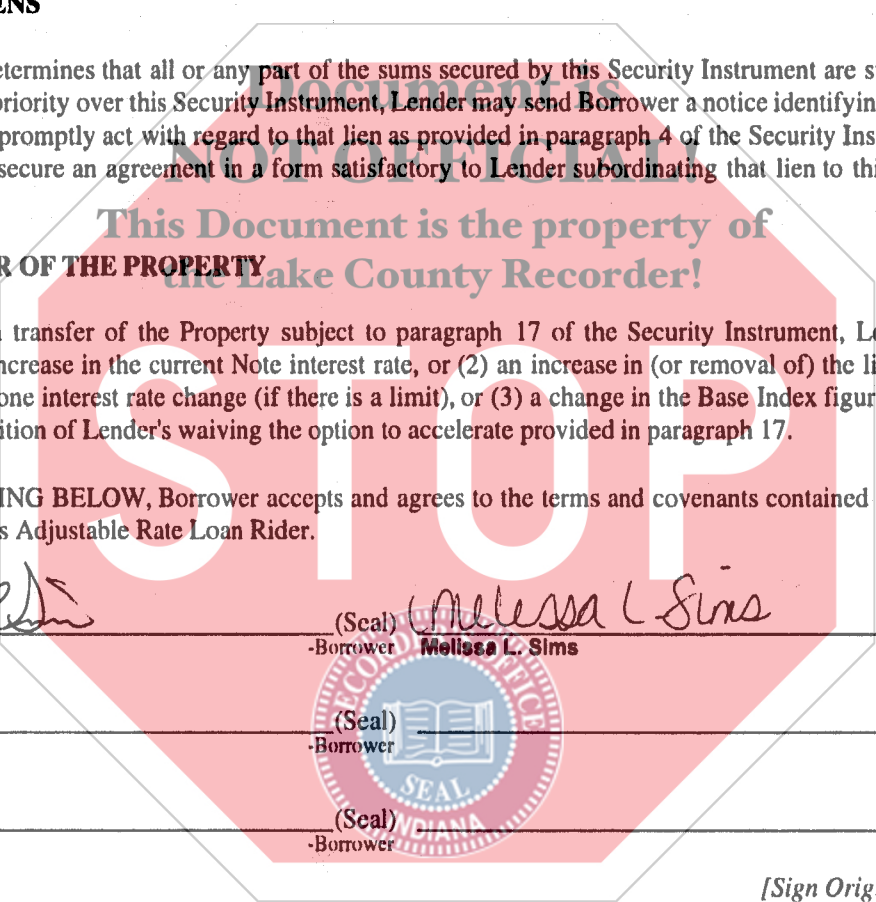 ENS
etermines that all or any part of the sums secured by this Security Instrument are s
priority over this Security Instrument, Lender may send Borrower a notice identifyin
promptly act with regard to that lien as provided in paragraph 4 of the Security Ins
secure an agreement in a form satisfactory to Lender subordinating that lien to thi
Document is
NOT OFFICIAL!
This Document is the property of
the Lake County Recorder!
R OF THE PROPERTY
transfer of the Property subject to paragraph 17 of the Security Instrument, Le
ncrease in the current Note interest rate, or (2) an increase in (or removal of) the li
one interest rate change (if there is a limit), or (3) a change in the Base Index figur
ition of Lender's waiving the option to accelerate provided in paragraph 17.
STOP
ING BELOW, Borrower accepts and agrees to the terms and covenants contained
s Adjustable Rate Loan Rider.
(Seal) Melissa L Sims
-Borrower Melissa L. Sims
(Seal)
-Borrower
(Seal)
-Borrower
RECORDER'S OFFICE
SEAL
INDIANA
[Sign Orig